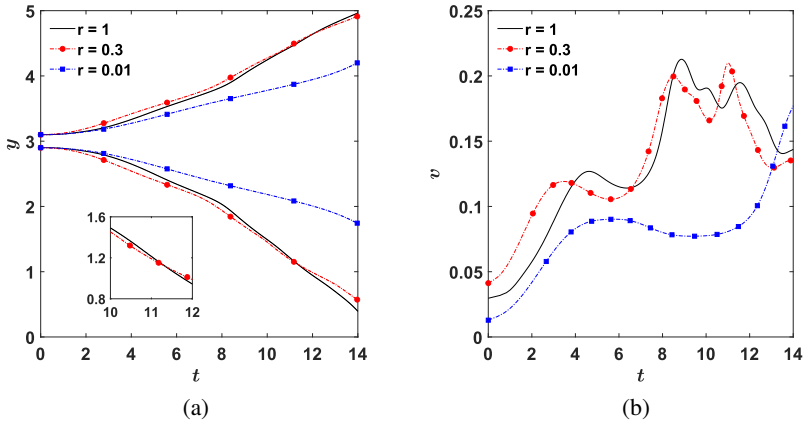 5
4
3
2
1
0
y
r = 1
r = 0.3
r = 0.01
1.6
1.2
0.8
10 11 12
0 2 4 6 8 10 12 14
t
(a)
0.25
0.2
0.15
0.1
0.05
0
v
r = 1
r = 0.3
r = 0.01
0 2 4 6 8 10 12 14
t
(b)